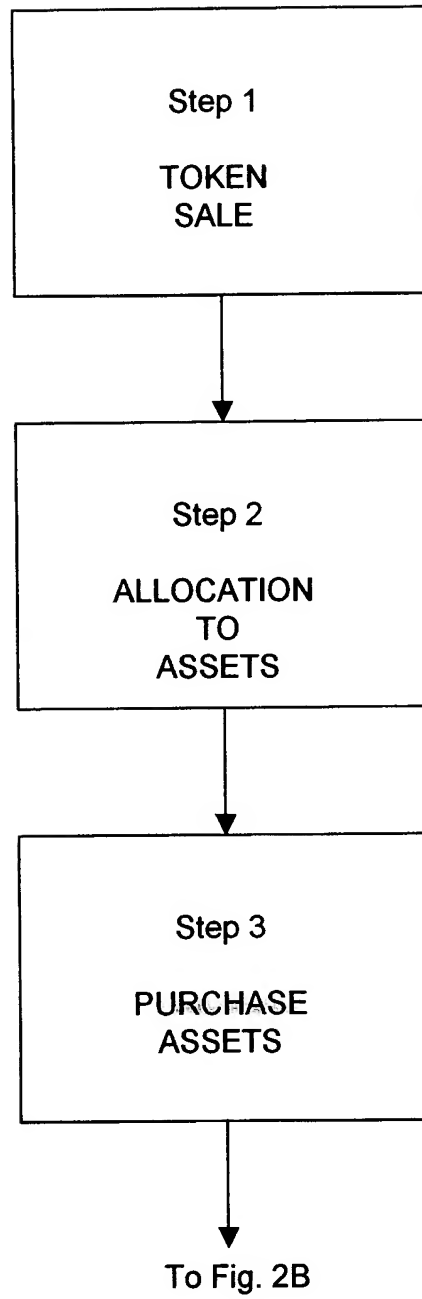 Step 1
TOKEN
SALE
Step 2
ALLOCATION
TO
ASSETS
Step 3
PURCHASE
ASSETS
To Fig. 2B